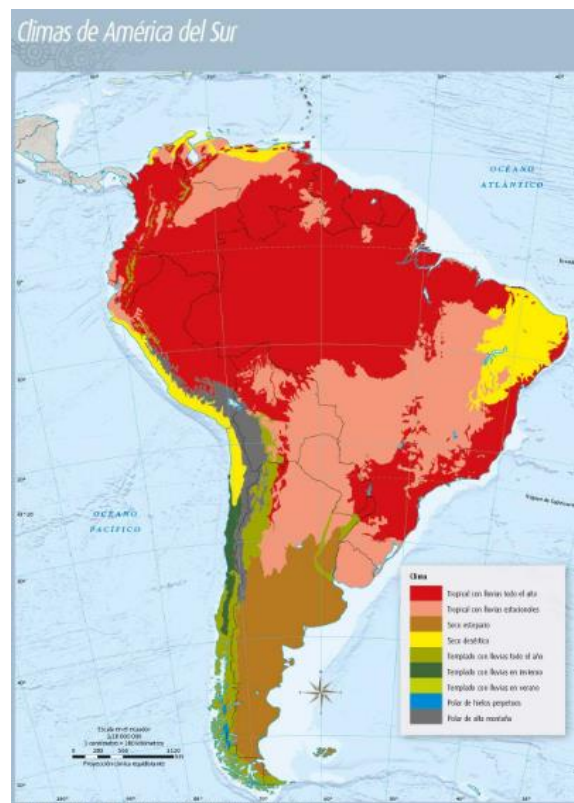 Climas de América del Sur
OCÉANO
ATLÁNTICO
OCÉANO
PACÍFICO
Clima
Tropical con lluvias todo el año
Tropical con lluvias estacionales
Seco estepario
Seco desértico
Templado con lluvias todo el año
Templado con lluvias en invierno
Templado con lluvias en verano
Polar de hielos perpetuos
Polar de alta montaña
Escala en el ecuador
Proyección cónica equidistante